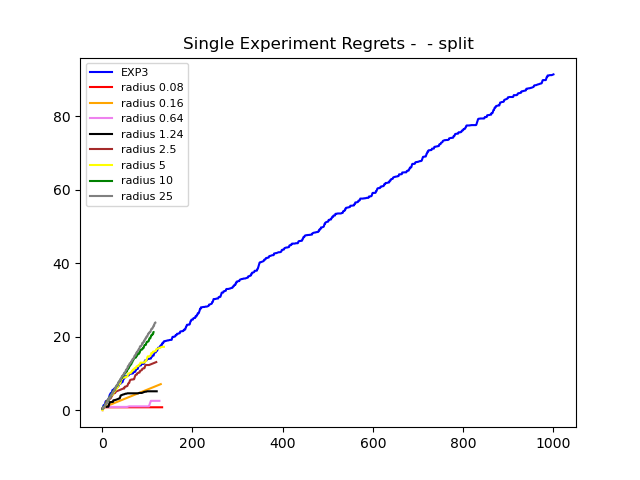 Single Experiment Regrets -  - split
EXP3
radius 0.08
radius 0.16
radius 0.64
radius 1.24
radius 2.5
radius 5
radius 10
radius 25
80
60
40
20
0
0 200 400 600 800 1000